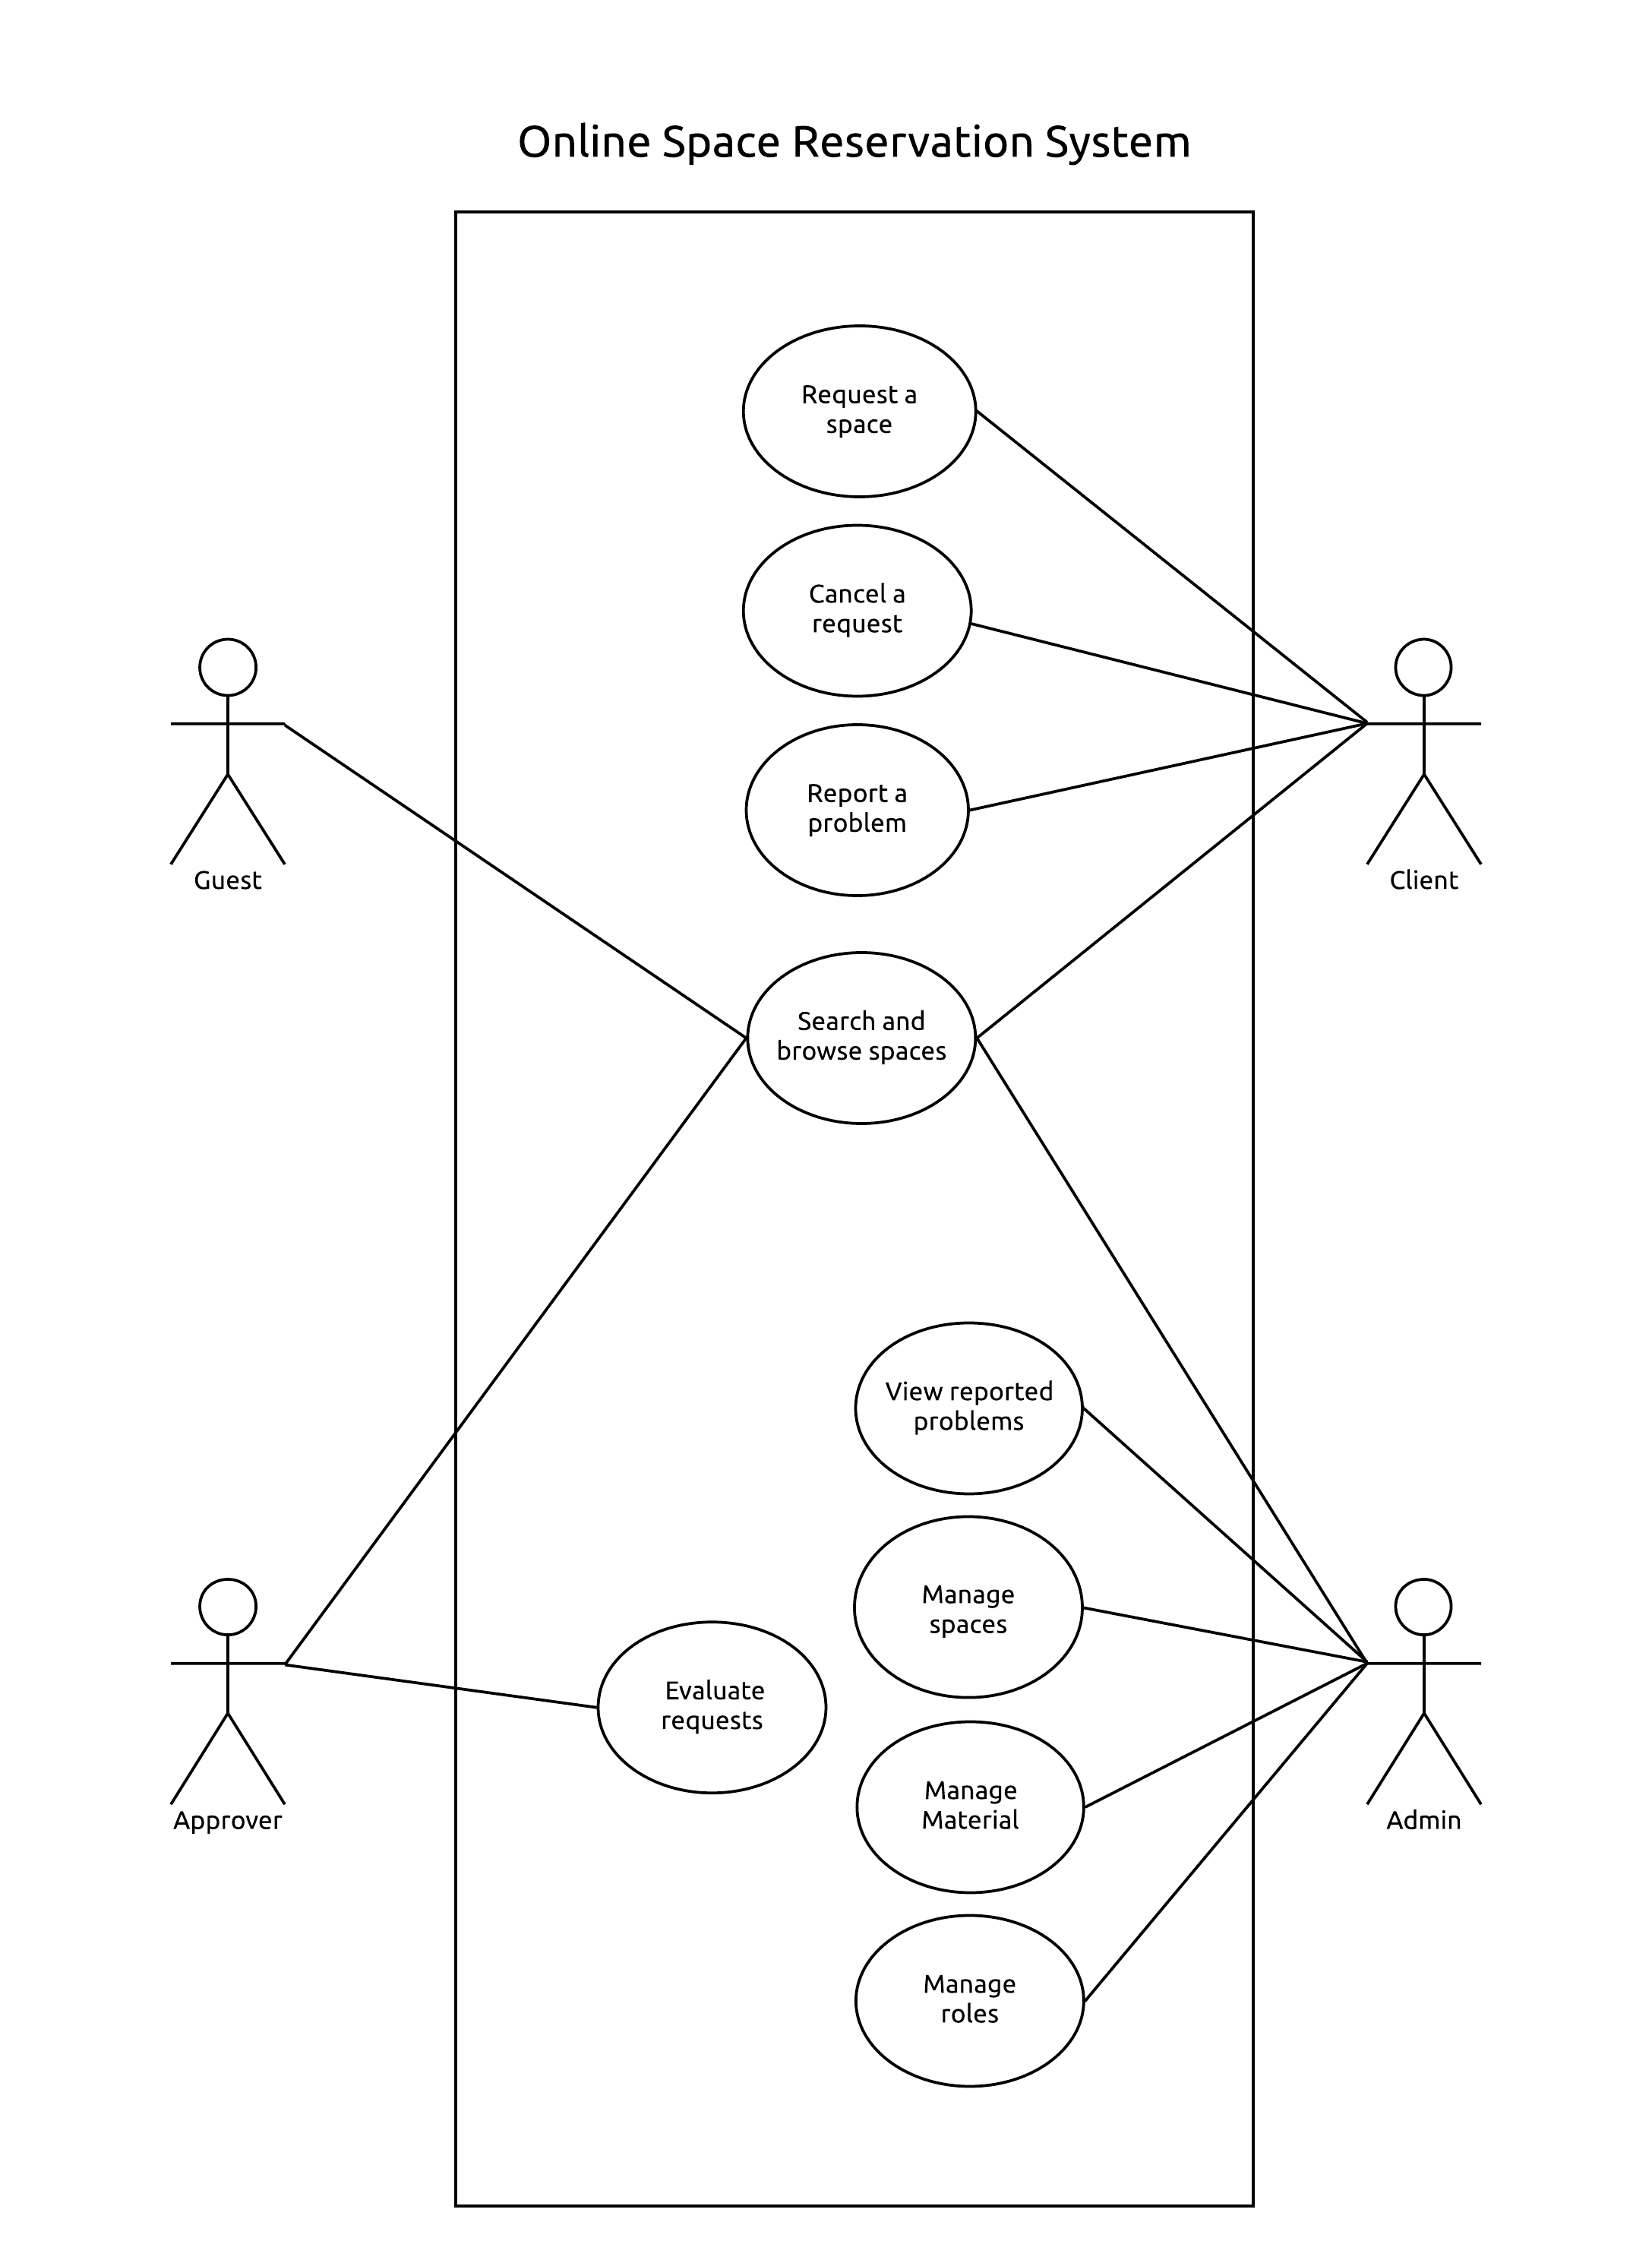 Online Space Reservation System
Request a
space
Cancel a
request
Report a
problem
Guest
Client
Search and
browse spaces
View reported
problems
Manage
spaces
Evaluate
requests
Manage
Material
Approver
Admin
Manage
roles